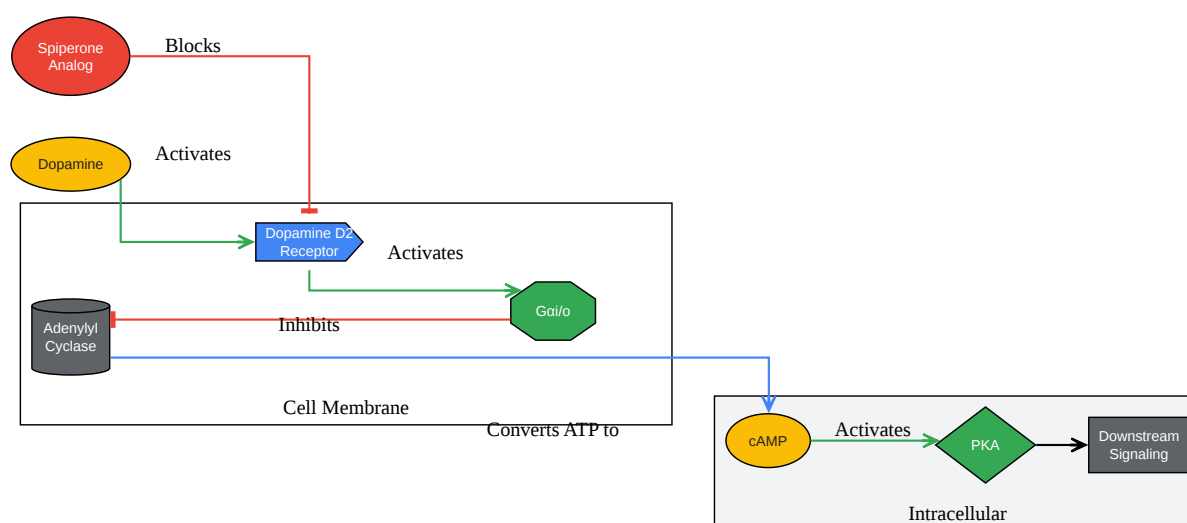 Spiperone
Analog
Blocks
Dopamine
Activates
Dopamine D2
Receptor
Activates
Gαi/o
Adenylyl
Cyclase
Inhibits
Cell Membrane
Converts ATP to
cAMP
Activates
PKA
Downstream
Signaling
Intracellular